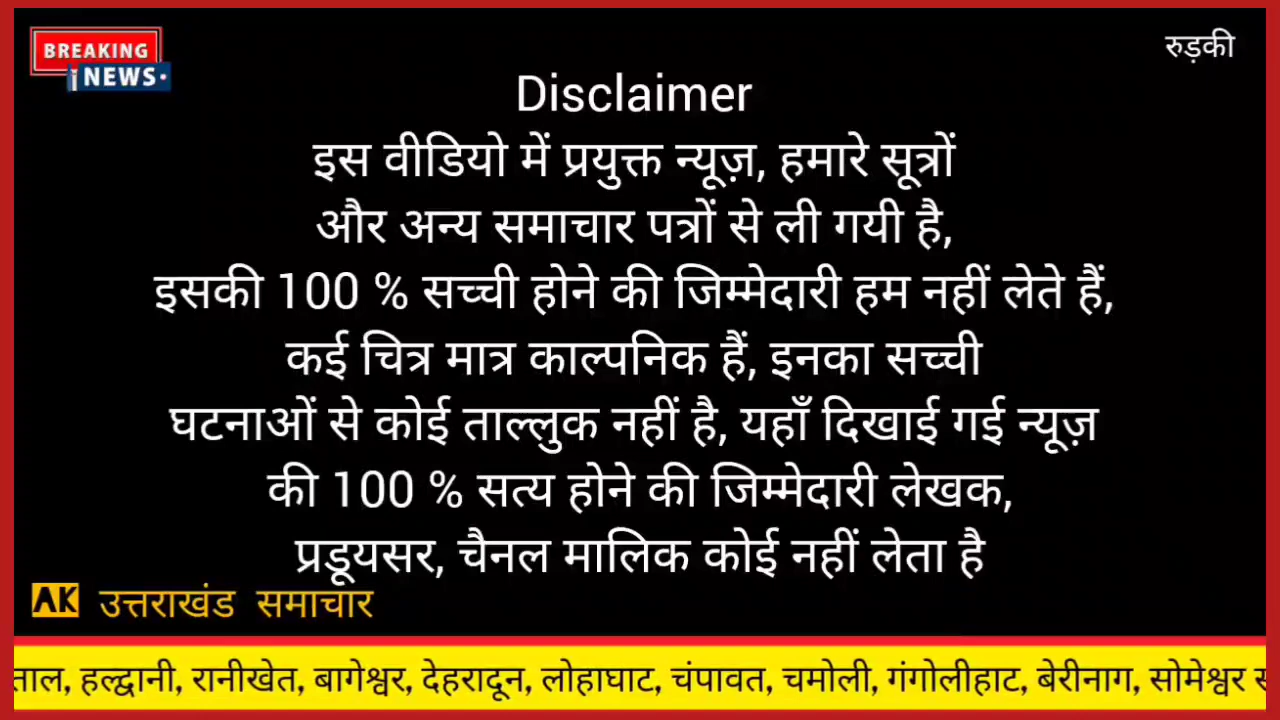 BREAKING
NEWS
रुड़की
Disclaimer
इस वीडियो में प्रयुक्त न्यूज़, हमारे सूत्रों
और अन्य समाचार पत्रों से ली गयी है,
इसकी 100 % सच्ची होने की जिम्मेदारी हम नहीं लेते हैं,
कई चित्र मात्र काल्पनिक हैं, इनका सच्ची
घटनाओं से कोई ताल्लुक नहीं है, यहाँ दिखाई गई न्यूज़
की 100 % सत्य होने की जिम्मेदारी लेखक,
प्रडूयसर, चैनल मालिक कोई नहीं लेता है
AK उत्तराखंड समाचार
हल्द्वानी, रानीखेत, बागेश्वर, देहरादून, लोहाघाट, चंपावत, चमोली, गंगोलीहाट, बेरीनाग, सोमेश्वर